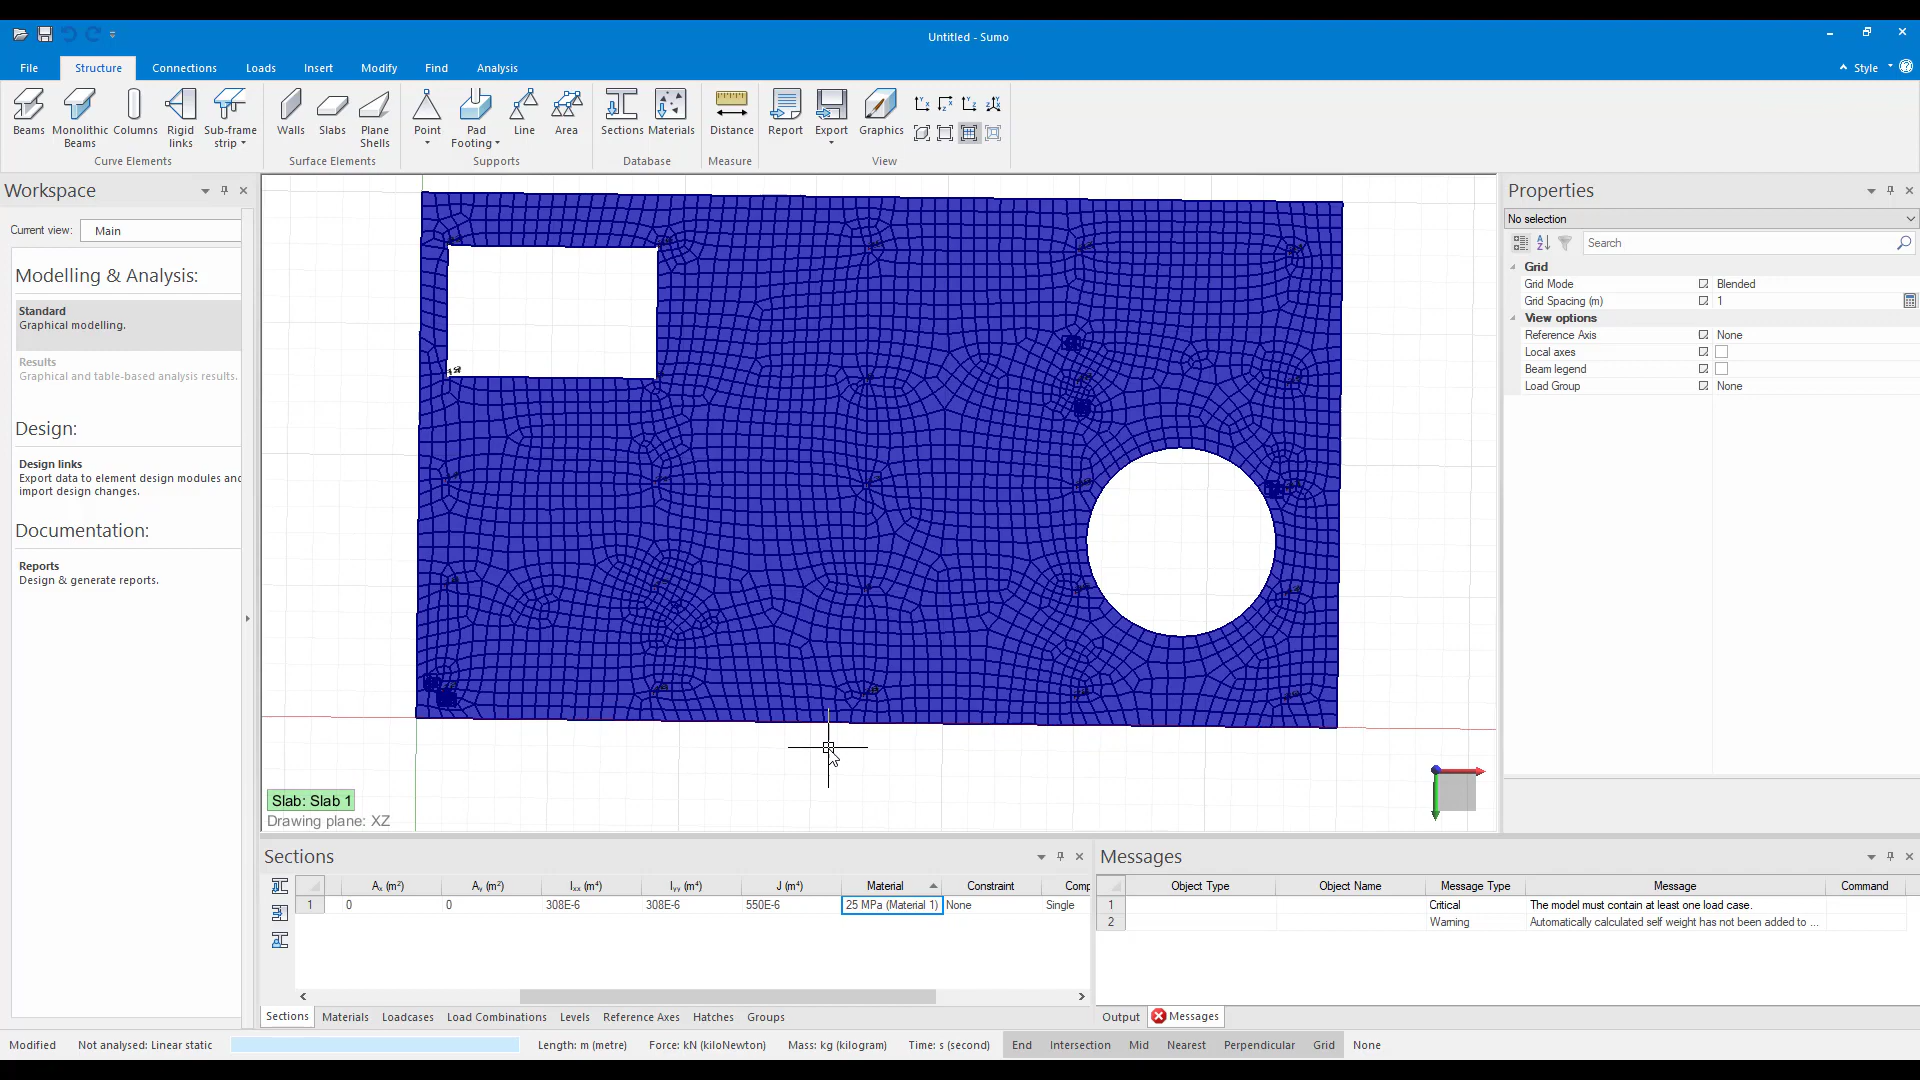 Untitled - Sumo
File Structure Connections Loads Insert Modify Find Analysis Style
Beams Monolithic Beams Columns Rigid links Sub-frame strip
Curve Elements
Walls Slabs Plane Shells
Surface Elements
Point Pad Footing Line Area
Supports
Sections Materials
Database
Distance
Measure
Report Export Graphics
View
Workspace
Current view: Main
Modelling & Analysis:
Standard
Graphical modelling.
Results
Graphical and table-based analysis results.
Design:
Design links
Export data to element design modules and
import design changes.
Documentation:
Reports
Design & generate reports.
Slab: Slab 1
Drawing plane: XZ
Properties
No selection
Search
Grid
Grid Mode Blended
Grid Spacing (m) 1
View options
Reference Axis None
Local axes
Beam legend
Load Group None
Sections
Aₓ (m²) Aᵧ (m²) Iₓₓ (m⁴) Iᵧᵧ (m⁴) J (m⁴) Material Constraint Comp
1 0 0 308E-6 308E-6 550E-6 25 MPa (Material 1) None Single
Sections Materials Loadcases Load Combinations Levels Reference Axes Hatches Groups
Messages
Object Type Object Name Message Type Message Command
1 Critical The model must contain at least one load case.
2 Warning Automatically calculated self weight has not been added to ...
Output Messages
Modified Not analysed: Linear static Length: m (metre) Force: kN (kiloNewton) Mass: kg (kilogram) Time: s (second) End Intersection Mid Nearest Perpendicular Grid None